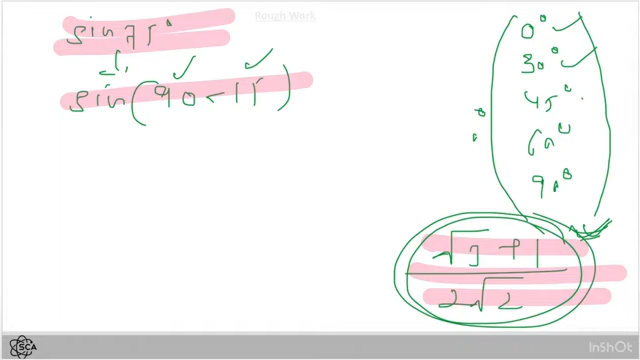 Rough Work
sin 75°
sin (90 - 15)
0°
30°
45°
60°
90°
√3 + 1
2√2
SCA
InShOt